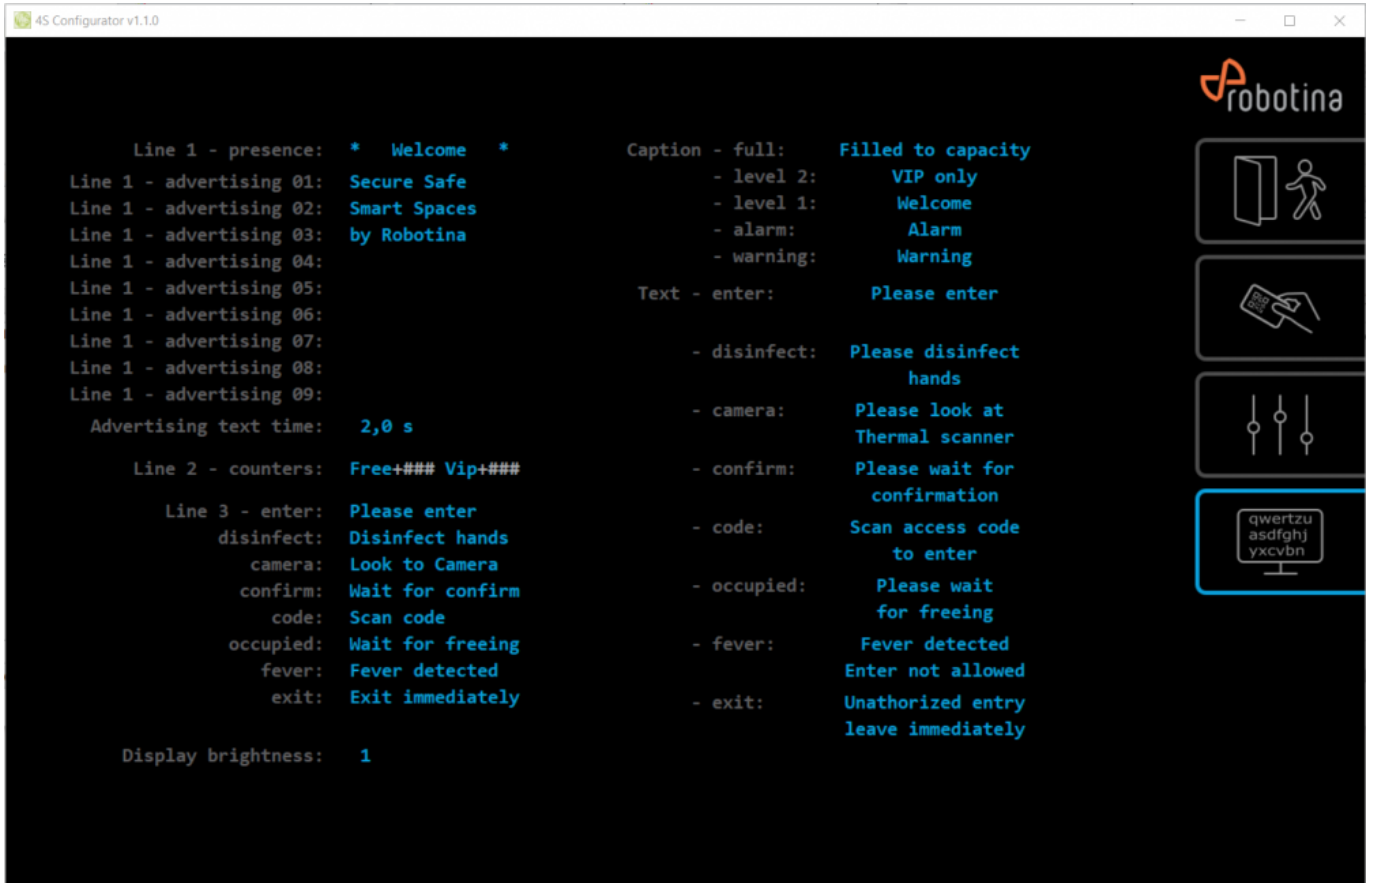 4S Configurator v1.1.0
robotina
Line 1 - presence: * Welcome *
Line 1 - advertising 01: Secure Safe
Line 1 - advertising 02: Smart Spaces
Line 1 - advertising 03: by Robotina
Line 1 - advertising 04:
Line 1 - advertising 05:
Line 1 - advertising 06:
Line 1 - advertising 07:
Line 1 - advertising 08:
Line 1 - advertising 09:
Advertising text time: 2,0 s
Line 2 - counters: Free+### Vip+###
Line 3 - enter: Please enter
disinfect: Disinfect hands
camera: Look to Camera
confirm: Wait for confirm
code: Scan code
occupied: Wait for freeing
fever: Fever detected
exit: Exit immediately
Display brightness: 1
Caption - full: Filled to capacity
- level 2: VIP only
- level 1: Welcome
- alarm: Alarm
- warning: Warning
Text - enter: Please enter
- disinfect: Please disinfect
hands
- camera: Please look at
Thermal scanner
- confirm: Please wait for
confirmation
- code: Scan access code
to enter
- occupied: Please wait
for freeing
- fever: Fever detected
Enter not allowed
- exit: Unathorized entry
leave immediately
qwertzu
asdfghj
yxcvbn